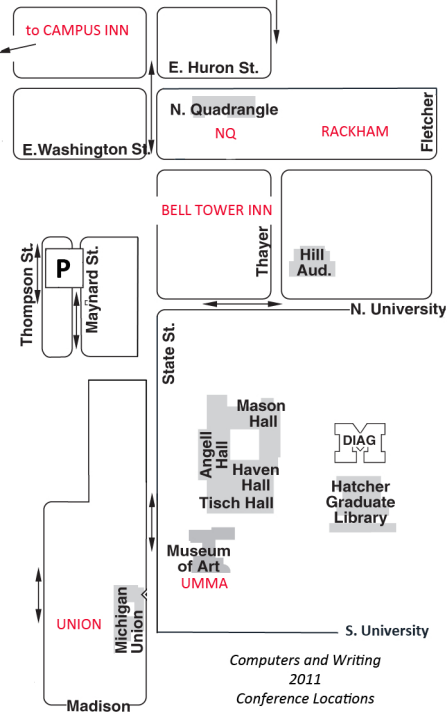 to CAMPUS INN
E. Huron St.
N. Quadrangle
NQ
RACKHAM
Fletcher
E.Washington St.
BELL TOWER INN
Thayer
Hill
Aud.
Thompson St.
P
Maynard St.
N. University
State St.
Mason
Hall
Angell
Hall
Haven
Hall
Tisch Hall
M
DIAG
Hatcher
Graduate
Library
Museum
of Art
UMMA
UNION
Michigan
Union
S. University
Madison
Computers and Writing
2011
Conference Locations